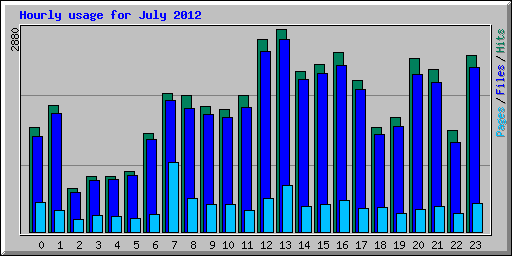 Hourly usage for July 2012
2880
Pages/Files/Hits
0 1 2 3 4 5 6 7 8 9 10 11 12 13 14 15 16 17 18 19 20 21 22 23